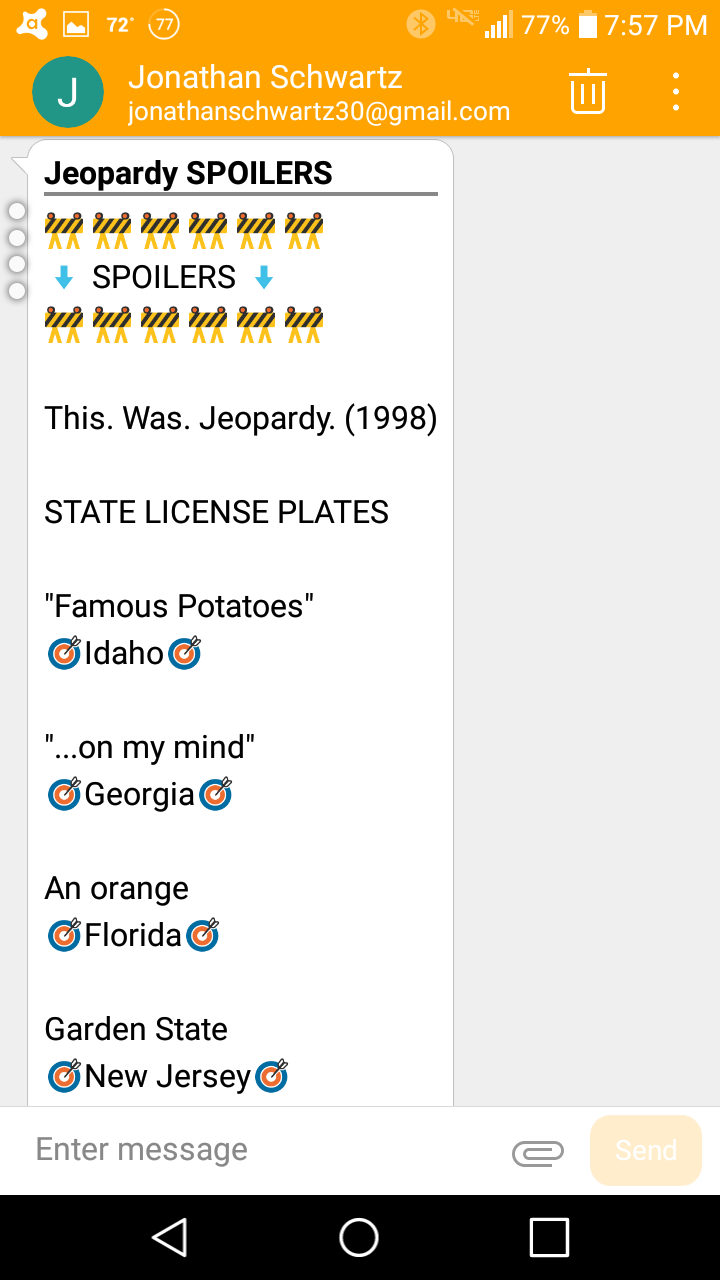 72°
77
77%
7:57 PM
J
Jonathan Schwartz
jonathanschwartz30@gmail.com
Jeopardy SPOILERS
SPOILERS
This. Was. Jeopardy. (1998)
STATE LICENSE PLATES
"Famous Potatoes"
Idaho
"...on my mind"
Georgia
An orange
Florida
Garden State
New Jersey
Enter message
Send